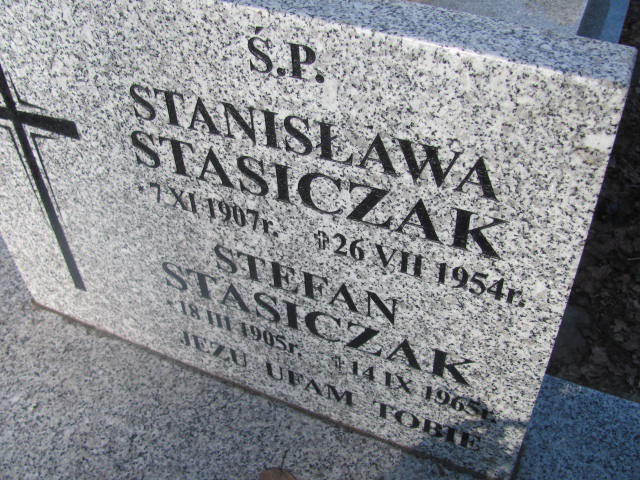 Ś.P.
STANISŁAWA
STASICZAK
*7 XI 1907r. ✝26 VII 1954r.
STEFAN
STASICZAK
*18 III 1905r. ✝14 IX 1965r.
JEZU UFAM TOBIE